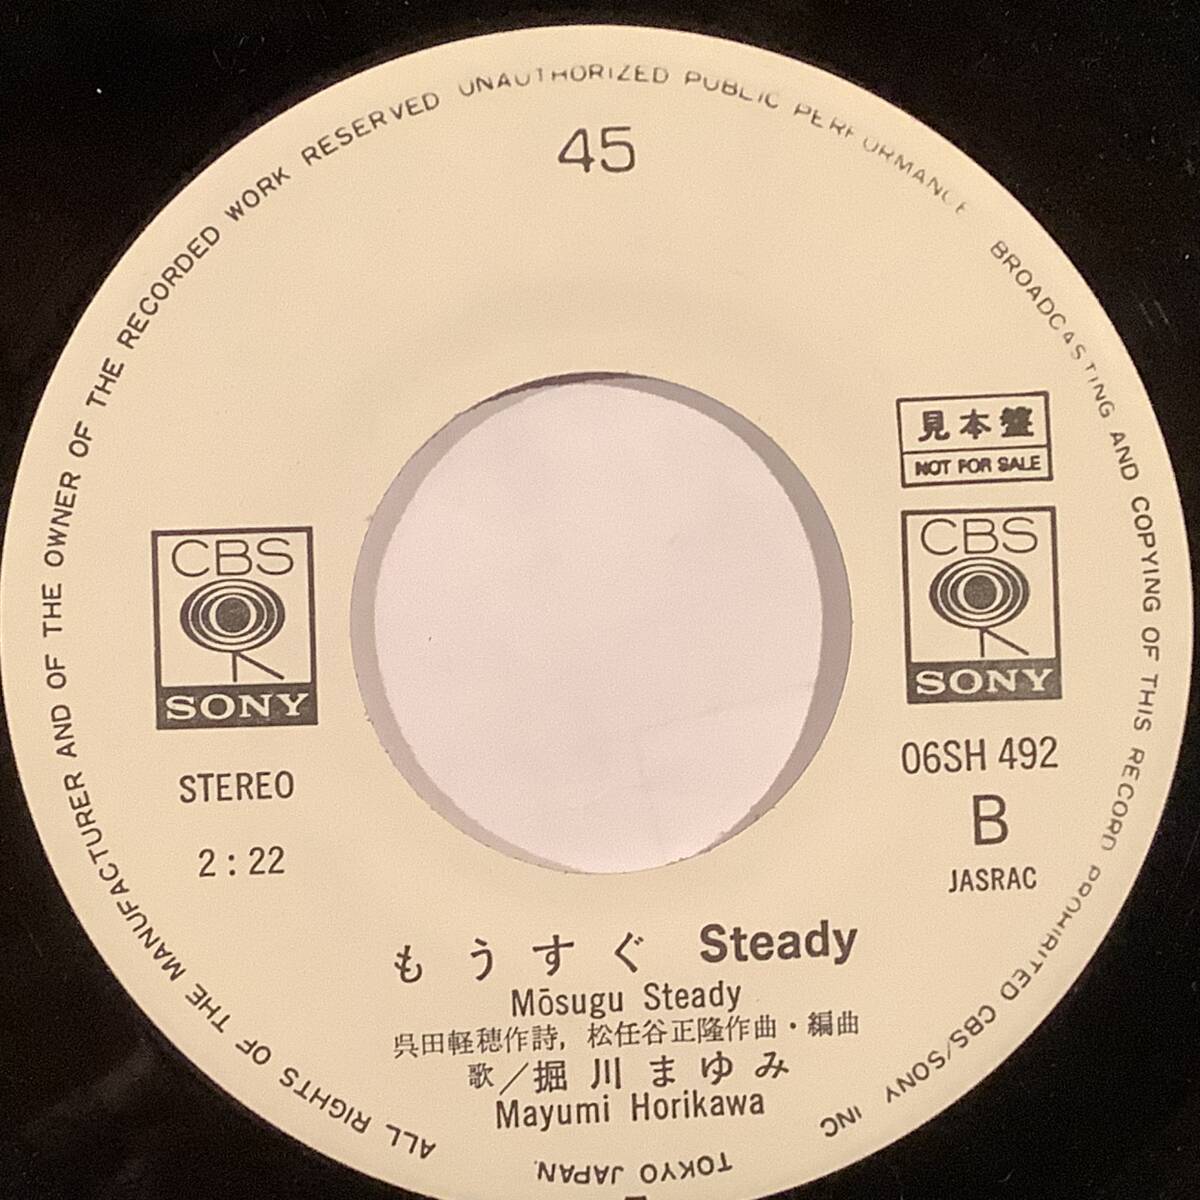 ALL RIGHTS OF THE MANUFACTURER AND OF THE OWNER OF THE RECORDED WORK RESERVED UNAUTHORIZED PUBLIC PERFORMANCE BROADCASTING AND COPYING OF THIS RECORD PROHIBITED CBS/SONY INC
TOKYO JAPAN.
45
見本盤
NOT FOR SALE
CBS
SONY
CBS
SONY
STEREO
2:22
06SH 492
B
JASRAC
もうすぐ Steady
Mōsugu Steady
呉田軽穂作詩, 松任谷正隆作曲・編曲
歌/堀川まゆみ
Mayumi Horikawa